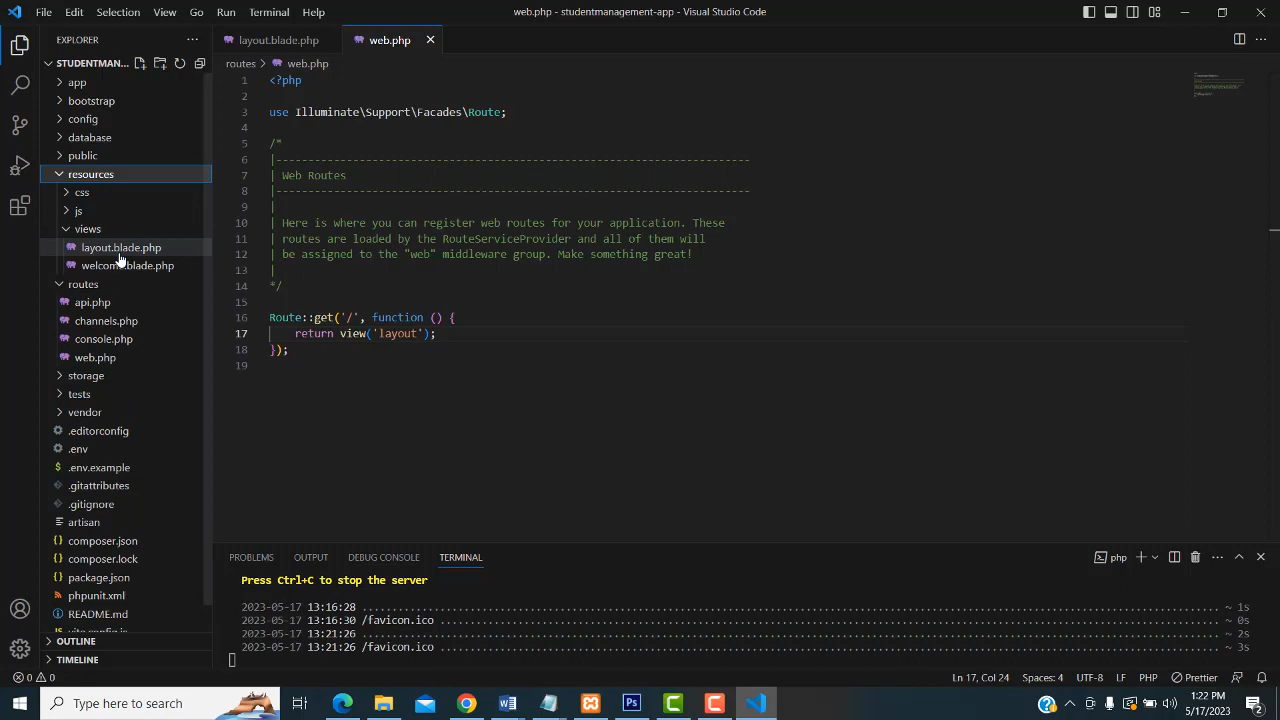 File Edit Selection View Go Run Terminal Help
web.php - studentmanagement-app - Visual Studio Code
EXPLORER
layout.blade.php
web.php
STUDENTMAN...
routes > web.php
app
bootstrap
config
database
public
resources
css
js
views
layout.blade.php
welcome.blade.php
routes
api.php
channels.php
console.php
web.php
storage
tests
vendor
.editorconfig
.env
.env.example
.gitattributes
.gitignore
artisan
composer.json
composer.lock
package.json
phpunit.xml
README.md
OUTLINE
TIMELINE
1 <?php
2
3 use Illuminate\Support\Facades\Route;
4
5 /*
6 |--------------------------------------------------------------------------
7 | Web Routes
8 |--------------------------------------------------------------------------
9 |
10 | Here is where you can register web routes for your application. These
11 | routes are loaded by the RouteServiceProvider and all of them will
12 | be assigned to the "web" middleware group. Make something great!
13 |
14 */
15
16 Route::get('/', function () {
17 return view('layout');
18 });
19
PROBLEMS OUTPUT DEBUG CONSOLE TERMINAL
php
Press Ctrl+C to stop the server
2023-05-17 13:16:28 ~ 1s
2023-05-17 13:16:30 /favicon.ico ~ 0s
2023-05-17 13:21:26 ~ 2s
2023-05-17 13:21:26 /favicon.ico ~ 3s
0 0
Ln 17, Col 24 Spaces: 4 UTF-8 LF PHP Prettier
Type here to search
Ps
1:22 PM
5/17/2023